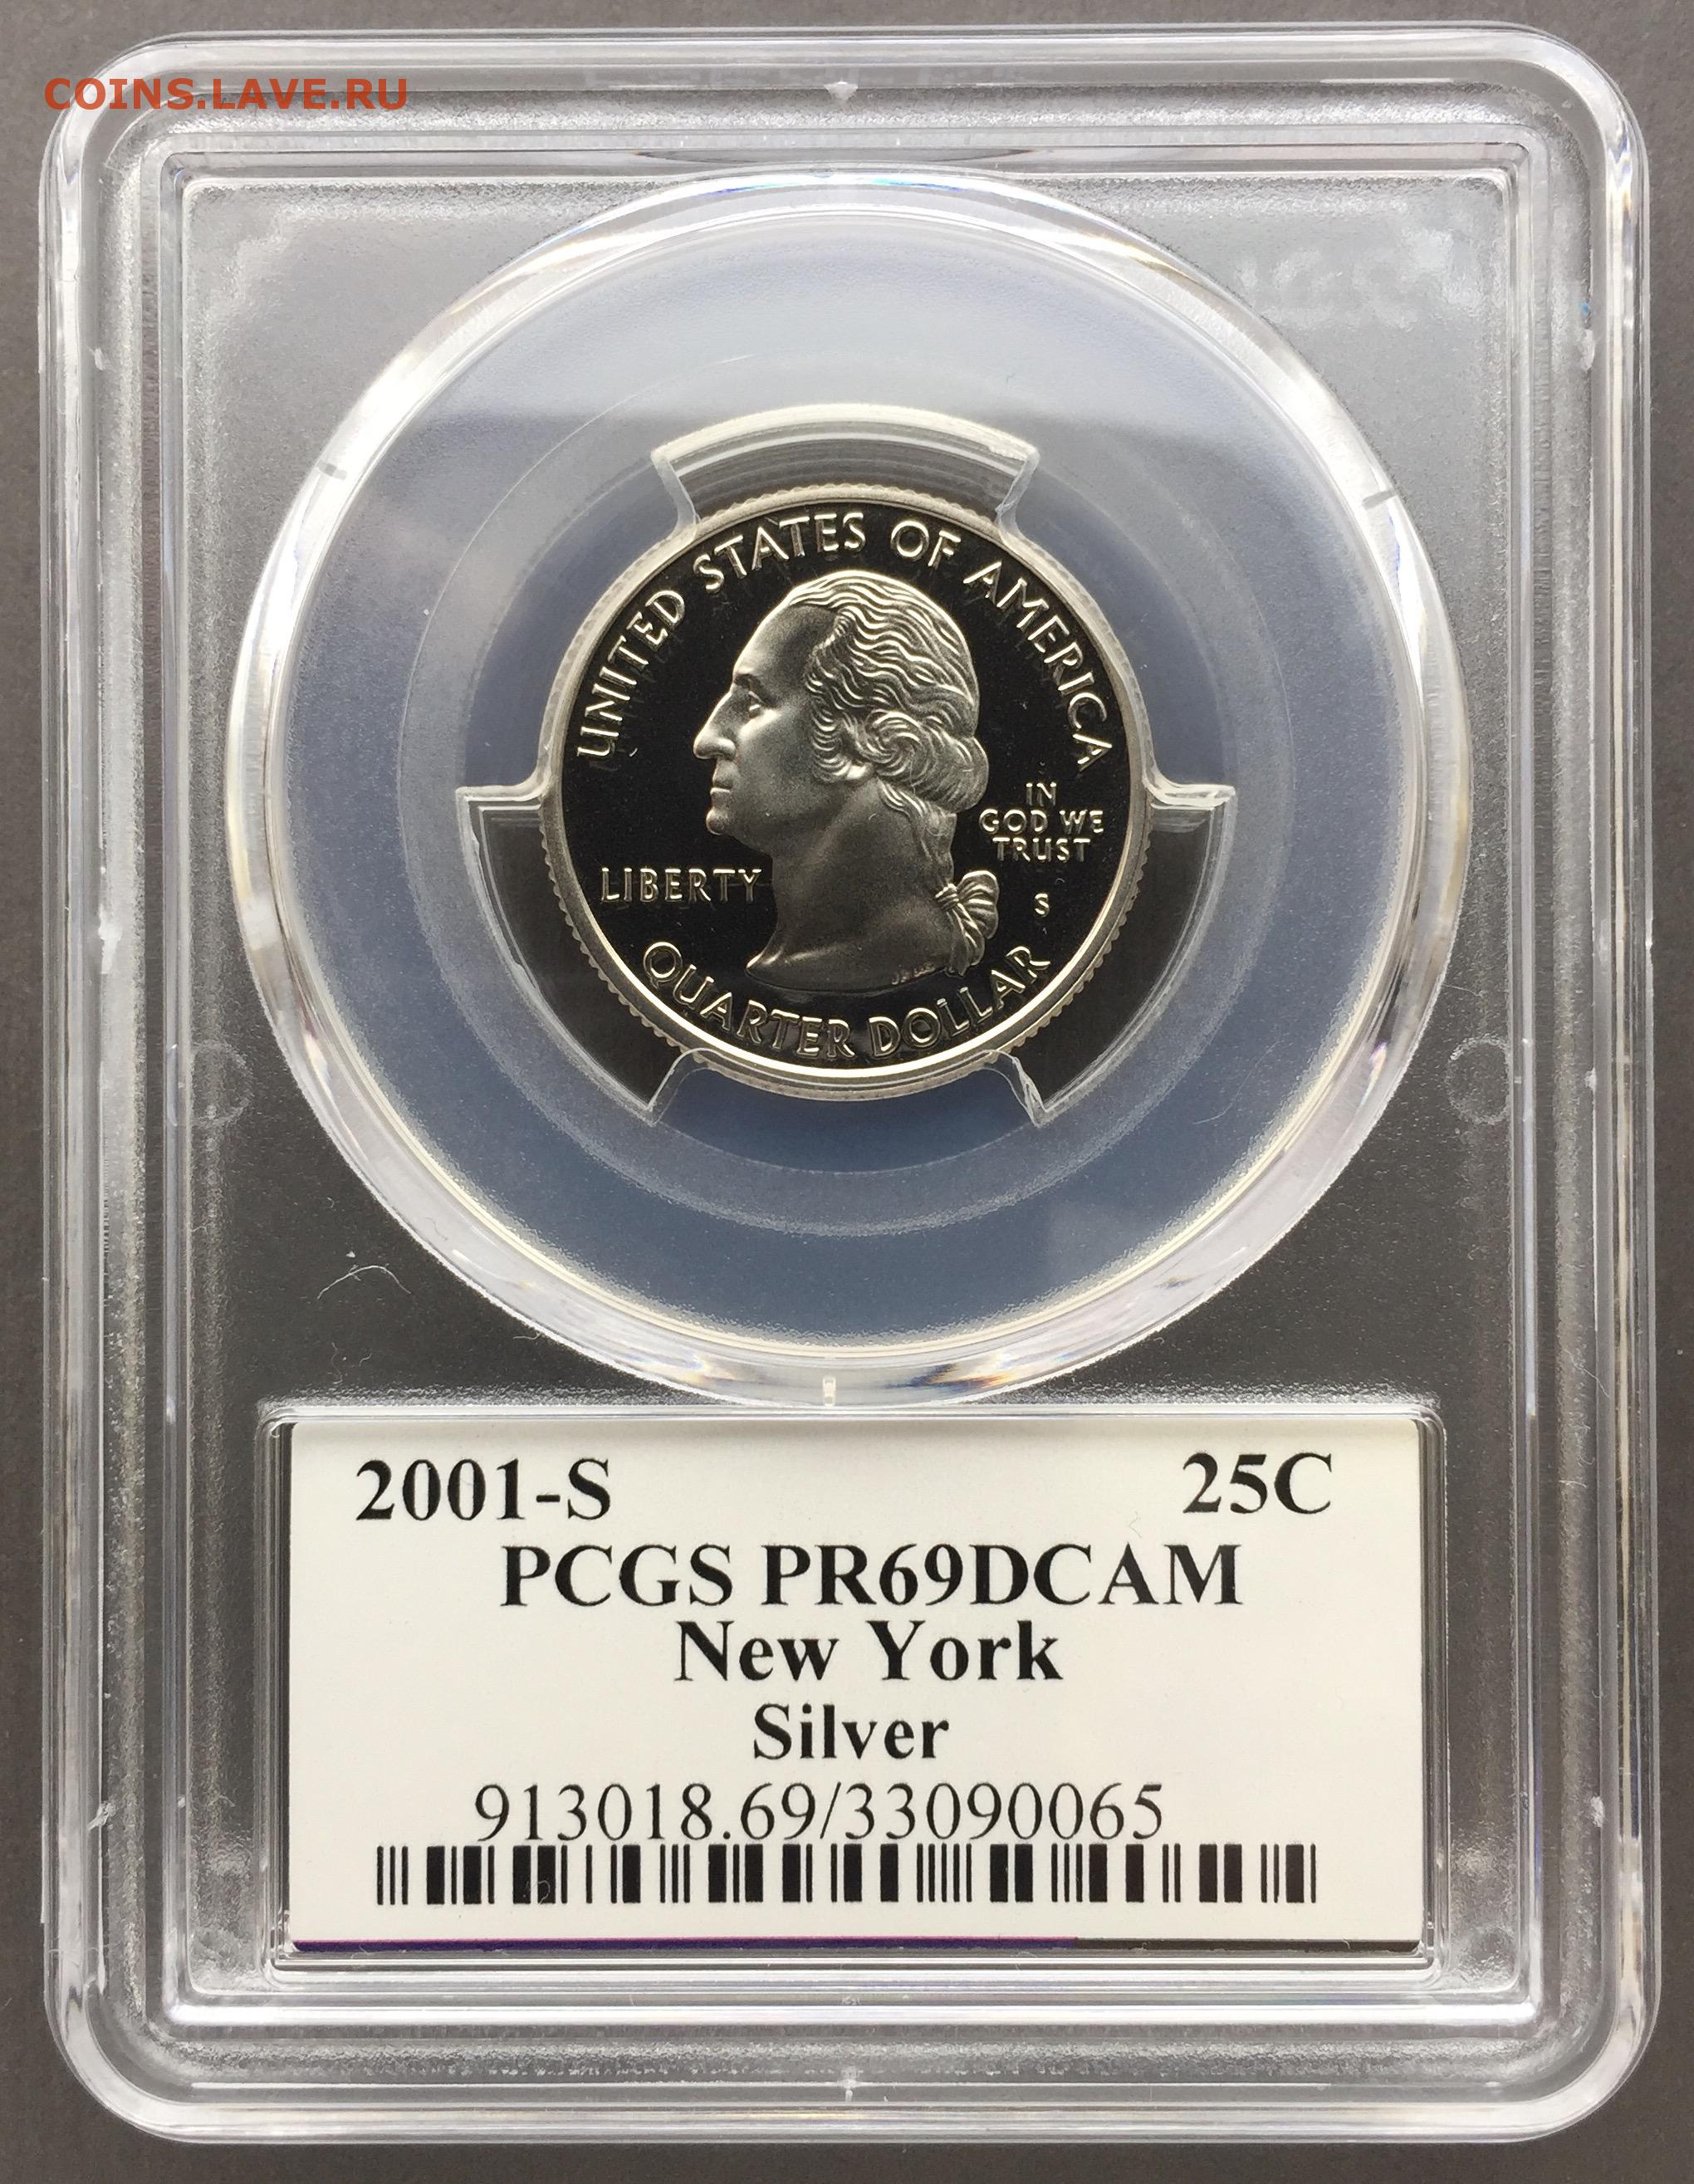 COINS.LAVE.RU
UNITED STATES OF AMERICA
IN
GOD WE
TRUST
LIBERTY
S
QUARTER DOLLAR
2001-S 25C
PCGS PR69DCAM
New York
Silver
913018.69/33090065